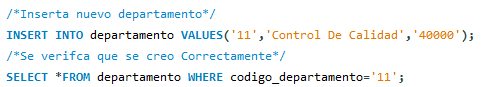 /*Inserta nuevo departamento*/
INSERT INTO departamento VALUES('11','Control De Calidad','40000');
/*Se verifca que se creo Correctamente*/
SELECT *FROM departamento WHERE codigo_departamento='11';